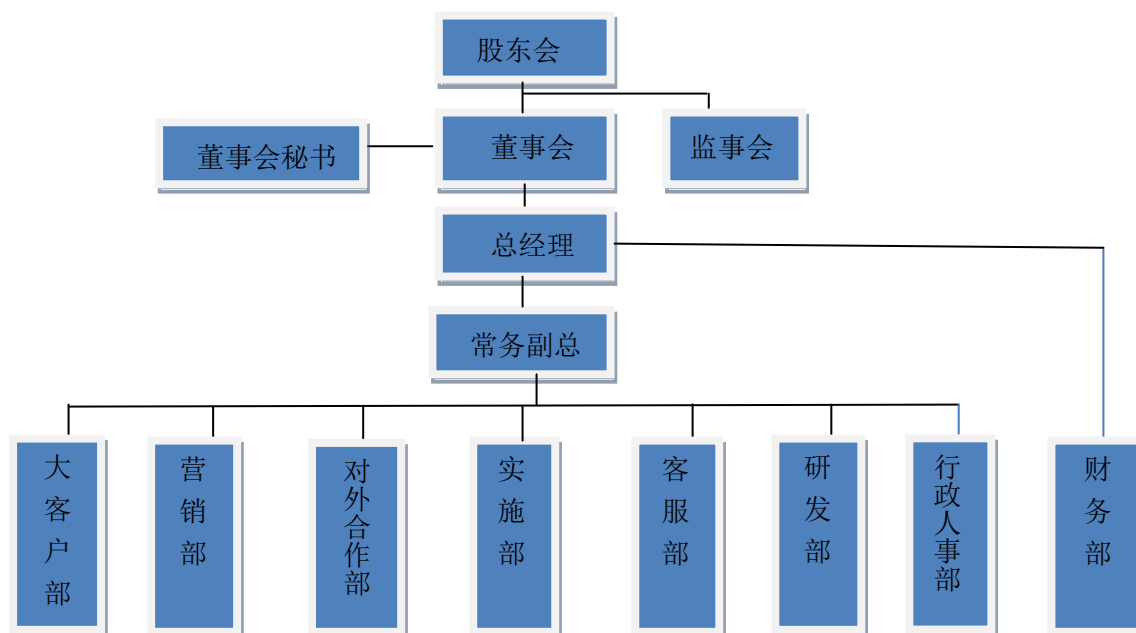 股东会
董事会秘书
董事会
监事会
总经理
常务副总
大客户部
营销部
对外合作部
实施部
客服部
研发部
行政人事部
财务部